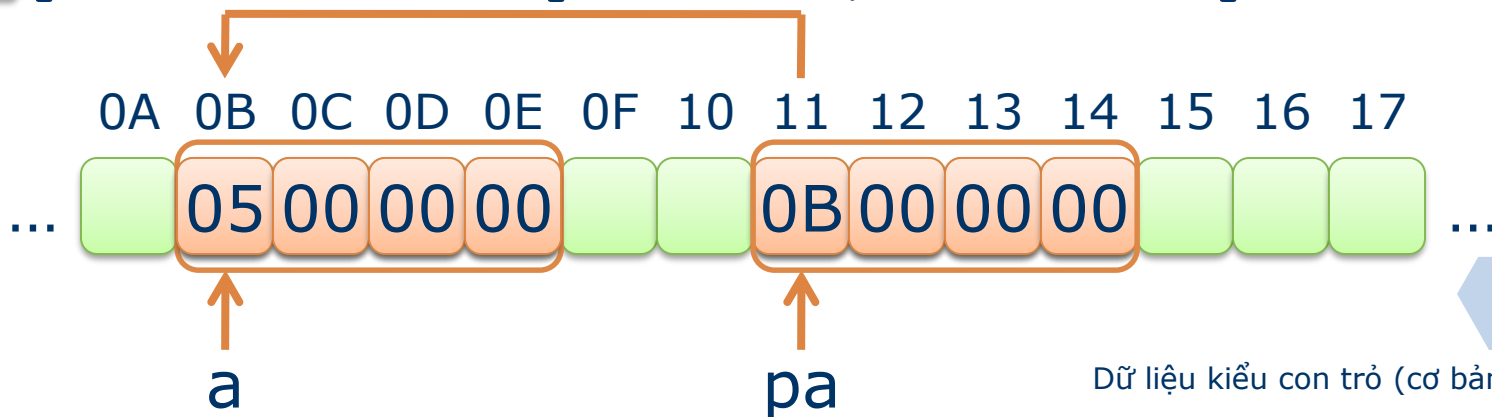 0A 0B 0C 0D 0E 0F 10 11 12 13 14 15 16 17
... 05 00 00 00 0B 00 00 00 ...
a pa
Dữ liệu kiểu con trỏ (cơ bản